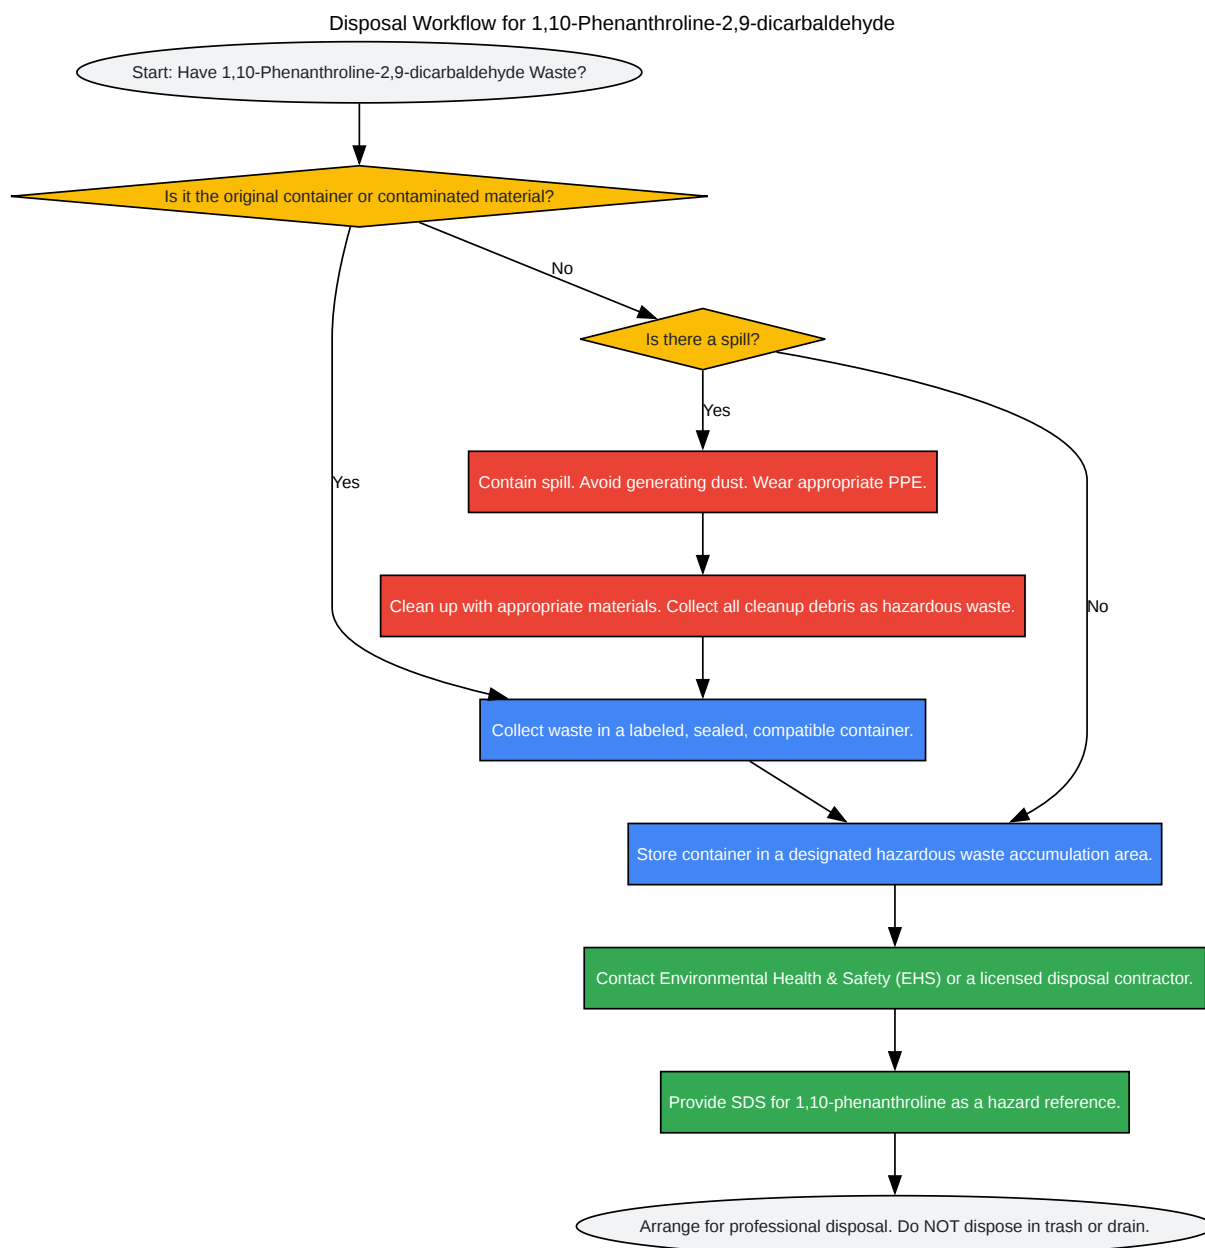 Disposal Workflow for 1,10-Phenanthroline-2,9-dicarbaldehyde
Start: Have 1,10-Phenanthroline-2,9-dicarbaldehyde Waste?
Is it the original container or contaminated material?
No
Is there a spill?
Yes
Contain spill. Avoid generating dust. Wear appropriate PPE.
Yes
Clean up with appropriate materials. Collect all cleanup debris as hazardous waste.
No
Collect waste in a labeled, sealed, compatible container.
Store container in a designated hazardous waste accumulation area.
Contact Environmental Health & Safety (EHS) or a licensed disposal contractor.
Provide SDS for 1,10-phenanthroline as a hazard reference.
Arrange for professional disposal. Do NOT dispose in trash or drain.